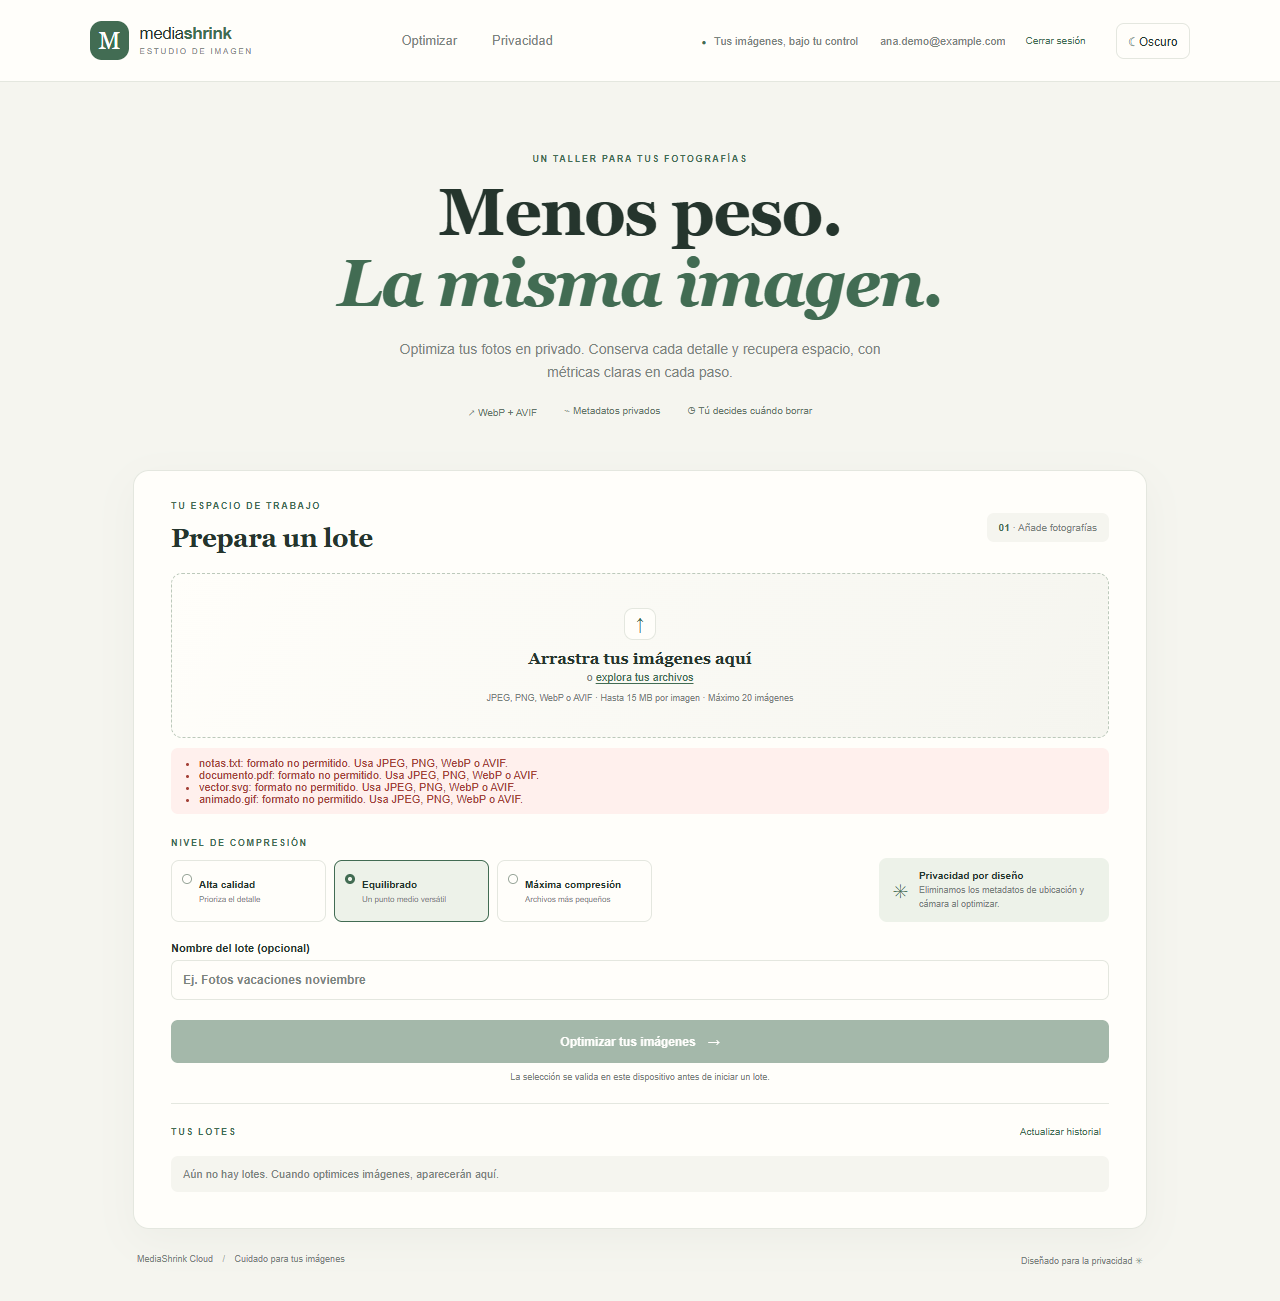 M
mediashrink
ESTUDIO DE IMAGEN
Optimizar
Privacidad
• Tus imágenes, bajo tu control
ana.demo@example.com
Cerrar sesión
☾ Oscuro
UN TALLER PARA TUS FOTOGRAFÍAS
Menos peso.
La misma imagen.
Optimiza tus fotos en privado. Conserva cada detalle y recupera espacio, con
métricas claras en cada paso.
↗ WebP + AVIF
~ Metadatos privados
◷ Tú decides cuándo borrar
TU ESPACIO DE TRABAJO
Prepara un lote
01 · Añade fotografías
↑
Arrastra tus imágenes aquí
o explora tus archivos
JPEG, PNG, WebP o AVIF · Hasta 15 MB por imagen · Máximo 20 imágenes
• notas.txt: formato no permitido. Usa JPEG, PNG, WebP o AVIF.
• documento.pdf: formato no permitido. Usa JPEG, PNG, WebP o AVIF.
• vector.svg: formato no permitido. Usa JPEG, PNG, WebP o AVIF.
• animado.gif: formato no permitido. Usa JPEG, PNG, WebP o AVIF.
NIVEL DE COMPRESIÓN
Alta calidad
Prioriza el detalle
Equilibrado
Un punto medio versátil
Máxima compresión
Archivos más pequeños
✳
Privacidad por diseño
Eliminamos los metadatos de ubicación y
cámara al optimizar.
Nombre del lote (opcional)
Ej. Fotos vacaciones noviembre
Optimizar tus imágenes →
La selección se valida en este dispositivo antes de iniciar un lote.
TUS LOTES
Actualizar historial
Aún no hay lotes. Cuando optimices imágenes, aparecerán aquí.
MediaShrink Cloud / Cuidado para tus imágenes
Diseñado para la privacidad ✳